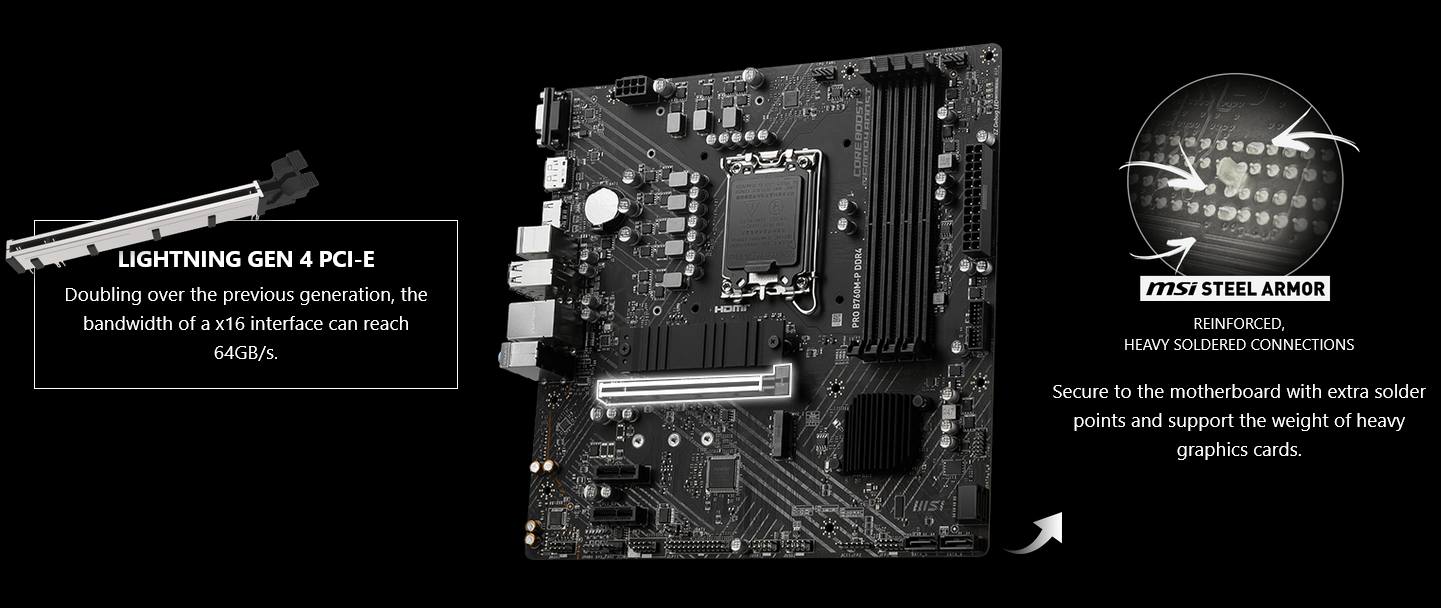 LIGHTNING GEN 4 PCI-E
Doubling over the previous generation, the
bandwidth of a x16 interface can reach
64GB/s.
CORE BOOST
MEMORY BOOST
PRO B760M-P DDR4
HDMI
msi
msi STEEL ARMOR
REINFORCED,
HEAVY SOLDERED CONNECTIONS
Secure to the motherboard with extra solder
points and support the weight of heavy
graphics cards.